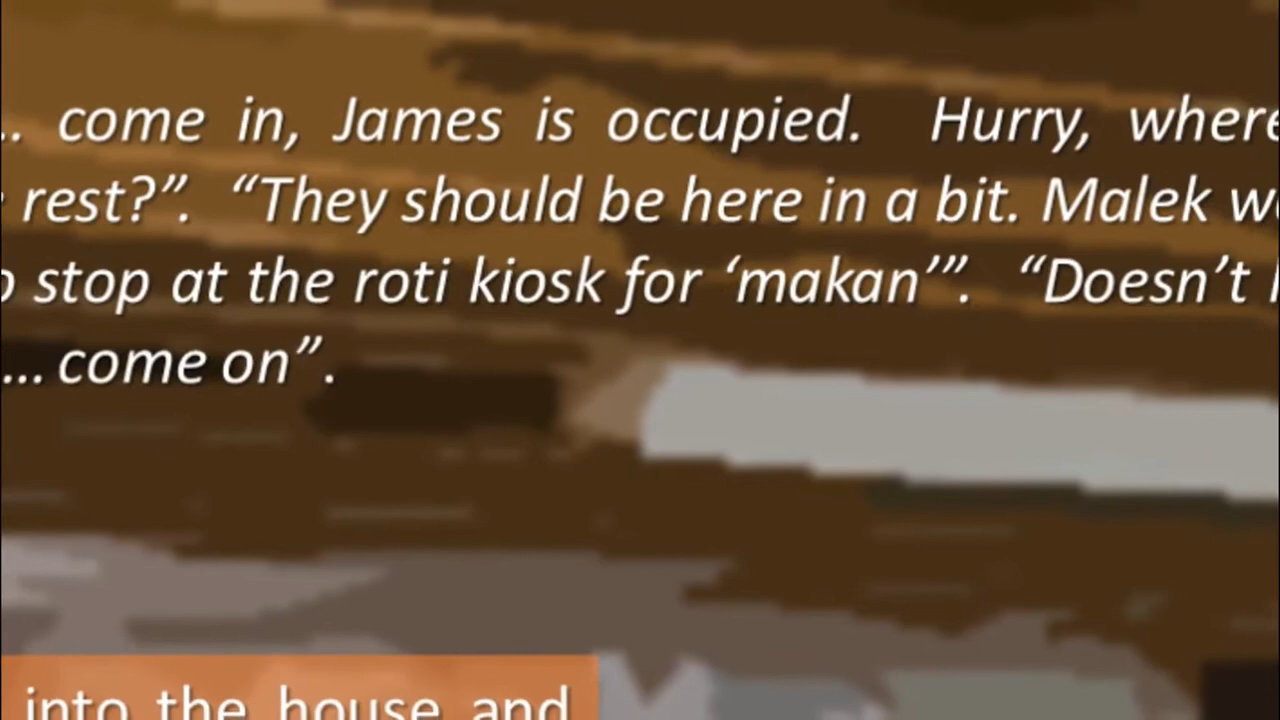 .. come in, James is occupied. Hurry, where
rest?”. “They should be here in a bit. Malek
stop at the roti kiosk for ‘makan’”. “Doesn’t
... come on”.
into the house and